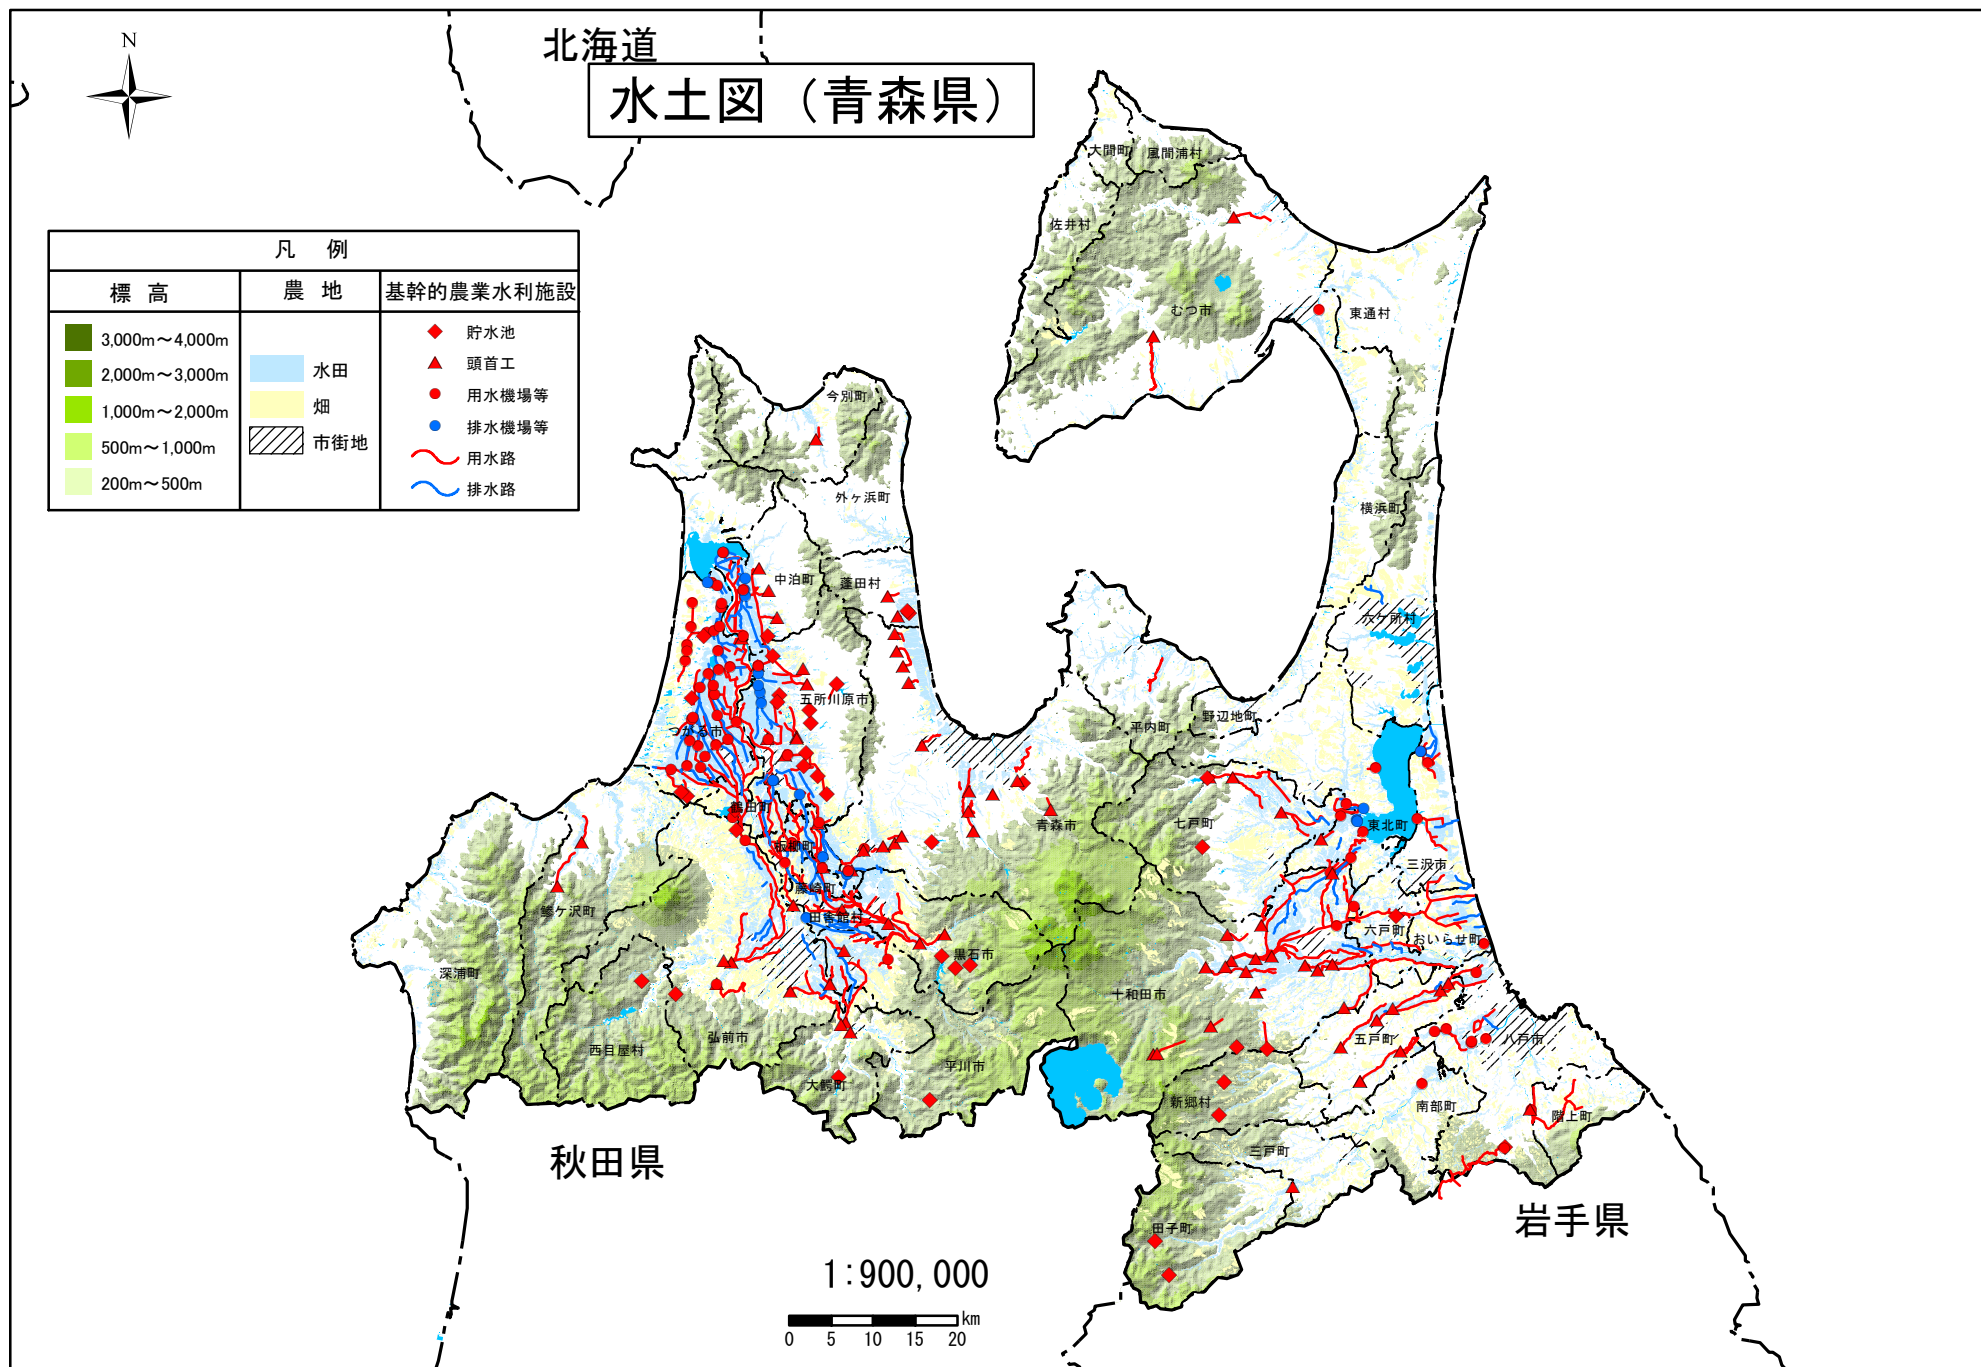 北海道
N
水土図（青森県）
凡 例
標 高
農 地
基幹的農業水利施設
3,000m～4,000m
2,000m～3,000m
1,000m～2,000m
500m～1,000m
200m～500m
水田
畑
市街地
貯水池
頭首工
用水機場等
排水機場等
用水路
排水路
大間町
風間浦村
佐井村
むつ市
東通村
今別町
外ヶ浜町
横浜町
中泊町
蓬田村
六ケ所村
五所川原市
つがる市
平内町
野辺地町
鶴田町
青森市
七戸町
東北町
板柳町
三沢市
藤崎町
鰺ケ沢町
田舎館村
六戸町
おいらせ町
深浦町
黒石市
十和田市
西目屋村
弘前市
平川市
大鰐町
五戸町
八戸市
新郷村
南部町
階上町
三戸町
田子町
秋田県
岩手県
1:900,000
km
0 5 10 15 20